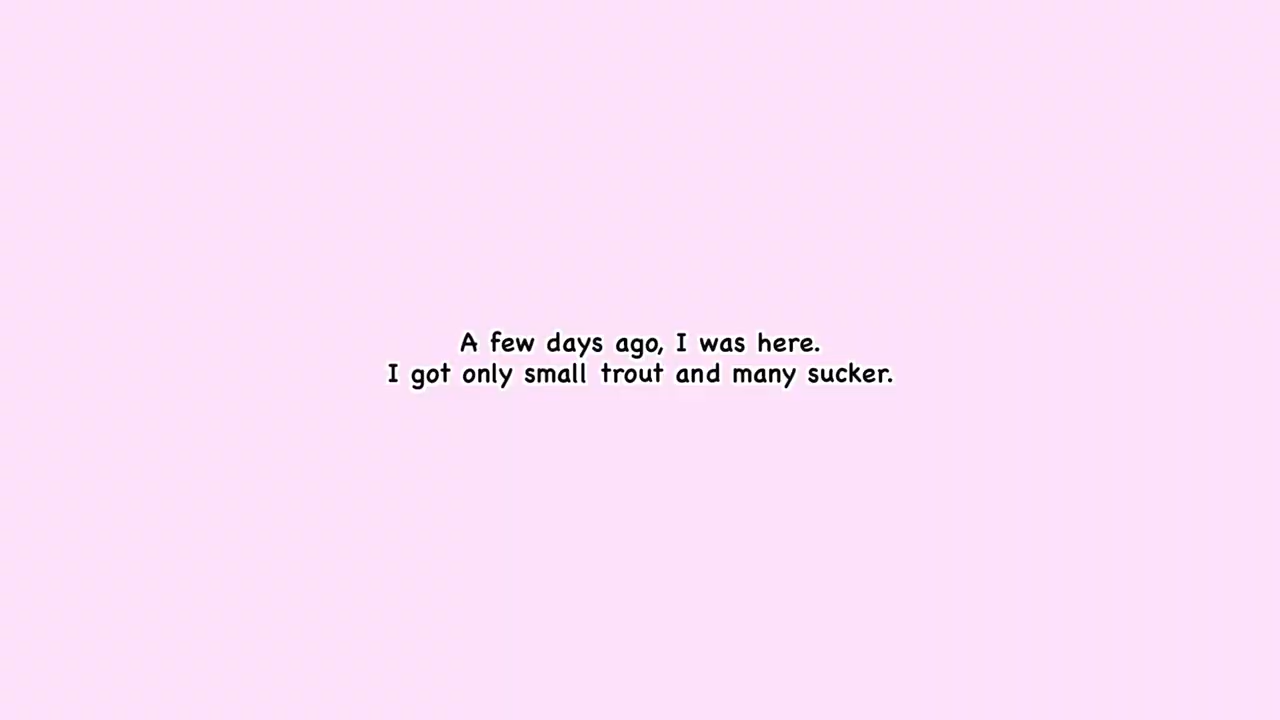 A few days ago, I was here.
I got only small trout and many sucker.